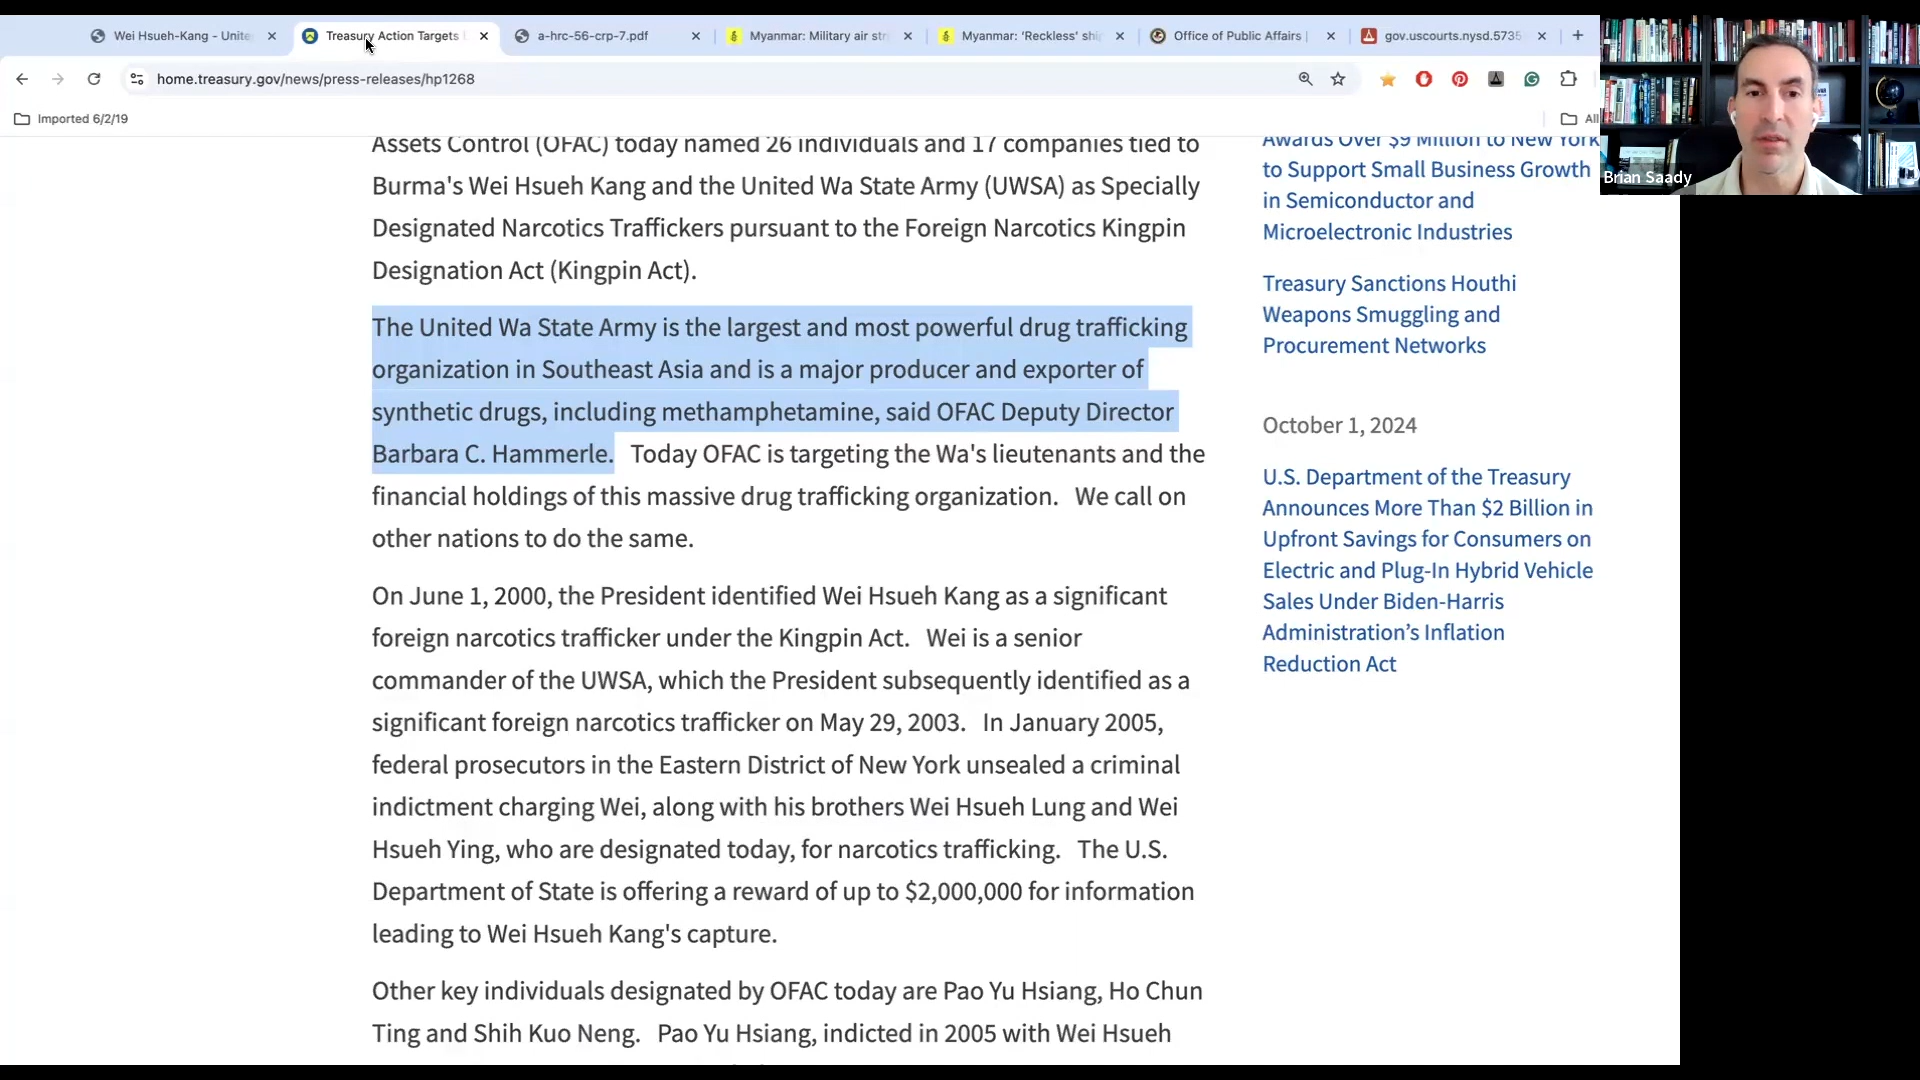 Wei Hsueh-Kang - Unite
Treasury Action Targets
a-hrc-56-crp-7.pdf
Myanmar: Military air str
Myanmar: 'Reckless' shi
Office of Public Affairs |
gov.uscourts.nysd.5735
home.treasury.gov/news/press-releases/hp1268
Imported 6/2/19
All
Brian Saady
Assets Control (OFAC) today named 26 individuals and 17 companies tied to
Burma's Wei Hsueh Kang and the United Wa State Army (UWSA) as Specially
Designated Narcotics Traffickers pursuant to the Foreign Narcotics Kingpin
Designation Act (Kingpin Act).
The United Wa State Army is the largest and most powerful drug trafficking
organization in Southeast Asia and is a major producer and exporter of
synthetic drugs, including methamphetamine, said OFAC Deputy Director
Barbara C. Hammerle. Today OFAC is targeting the Wa's lieutenants and the
financial holdings of this massive drug trafficking organization. We call on
other nations to do the same.
On June 1, 2000, the President identified Wei Hsueh Kang as a significant
foreign narcotics trafficker under the Kingpin Act. Wei is a senior
commander of the UWSA, which the President subsequently identified as a
significant foreign narcotics trafficker on May 29, 2003. In January 2005,
federal prosecutors in the Eastern District of New York unsealed a criminal
indictment charging Wei, along with his brothers Wei Hsueh Lung and Wei
Hsueh Ying, who are designated today, for narcotics trafficking. The U.S.
Department of State is offering a reward of up to $2,000,000 for information
leading to Wei Hsueh Kang's capture.
Other key individuals designated by OFAC today are Pao Yu Hsiang, Ho Chun
Ting and Shih Kuo Neng. Pao Yu Hsiang, indicted in 2005 with Wei Hsueh
Awards Over $9 Million to New York
to Support Small Business Growth
in Semiconductor and
Microelectronic Industries
Treasury Sanctions Houthi
Weapons Smuggling and
Procurement Networks
October 1, 2024
U.S. Department of the Treasury
Announces More Than $2 Billion in
Upfront Savings for Consumers on
Electric and Plug-In Hybrid Vehicle
Sales Under Biden-Harris
Administration’s Inflation
Reduction Act